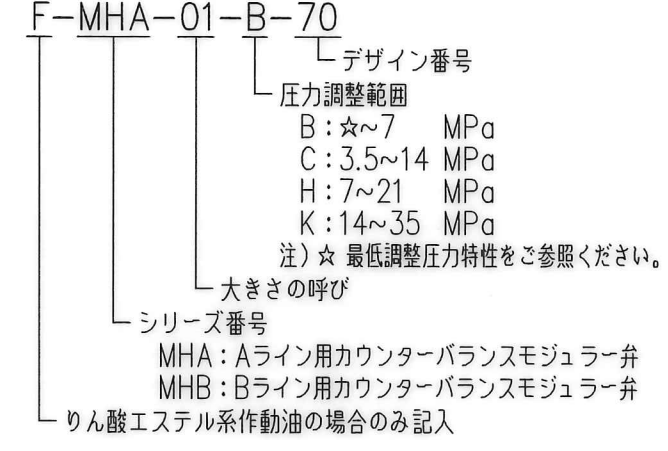 F-MHA-01-B-70
デザイン番号
圧力調整範囲
B:☆~7 MPa
C:3.5~14 MPa
H:7~21 MPa
K:14~35 MPa
注)☆ 最低調整圧力特性をご参照ください。
大きさの呼び
シリーズ番号
MHA:Aライン用カウンターバランスモジュラー弁
MHB:Bライン用カウンターバランスモジュラー弁
りん酸エステル系作動油の場合のみ記入